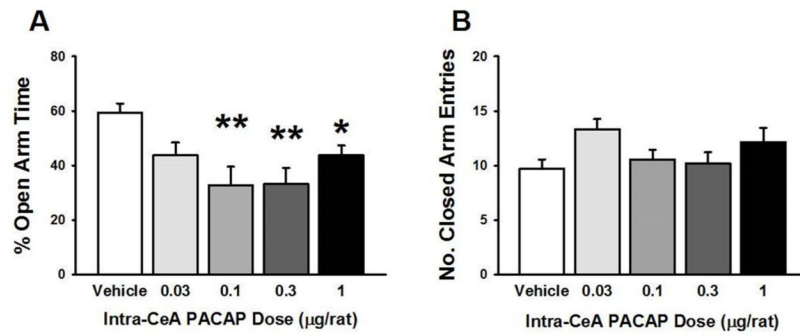 A
% Open Arm Time
80
60
40
20
0
**
**
*
Vehicle 0.03 0.1 0.3 1
Intra-CeA PACAP Dose (μg/rat)
B
No. Closed Arm Entries
20
15
10
5
0
Vehicle 0.03 0.1 0.3 1
Intra-CeA PACAP Dose (μg/rat)